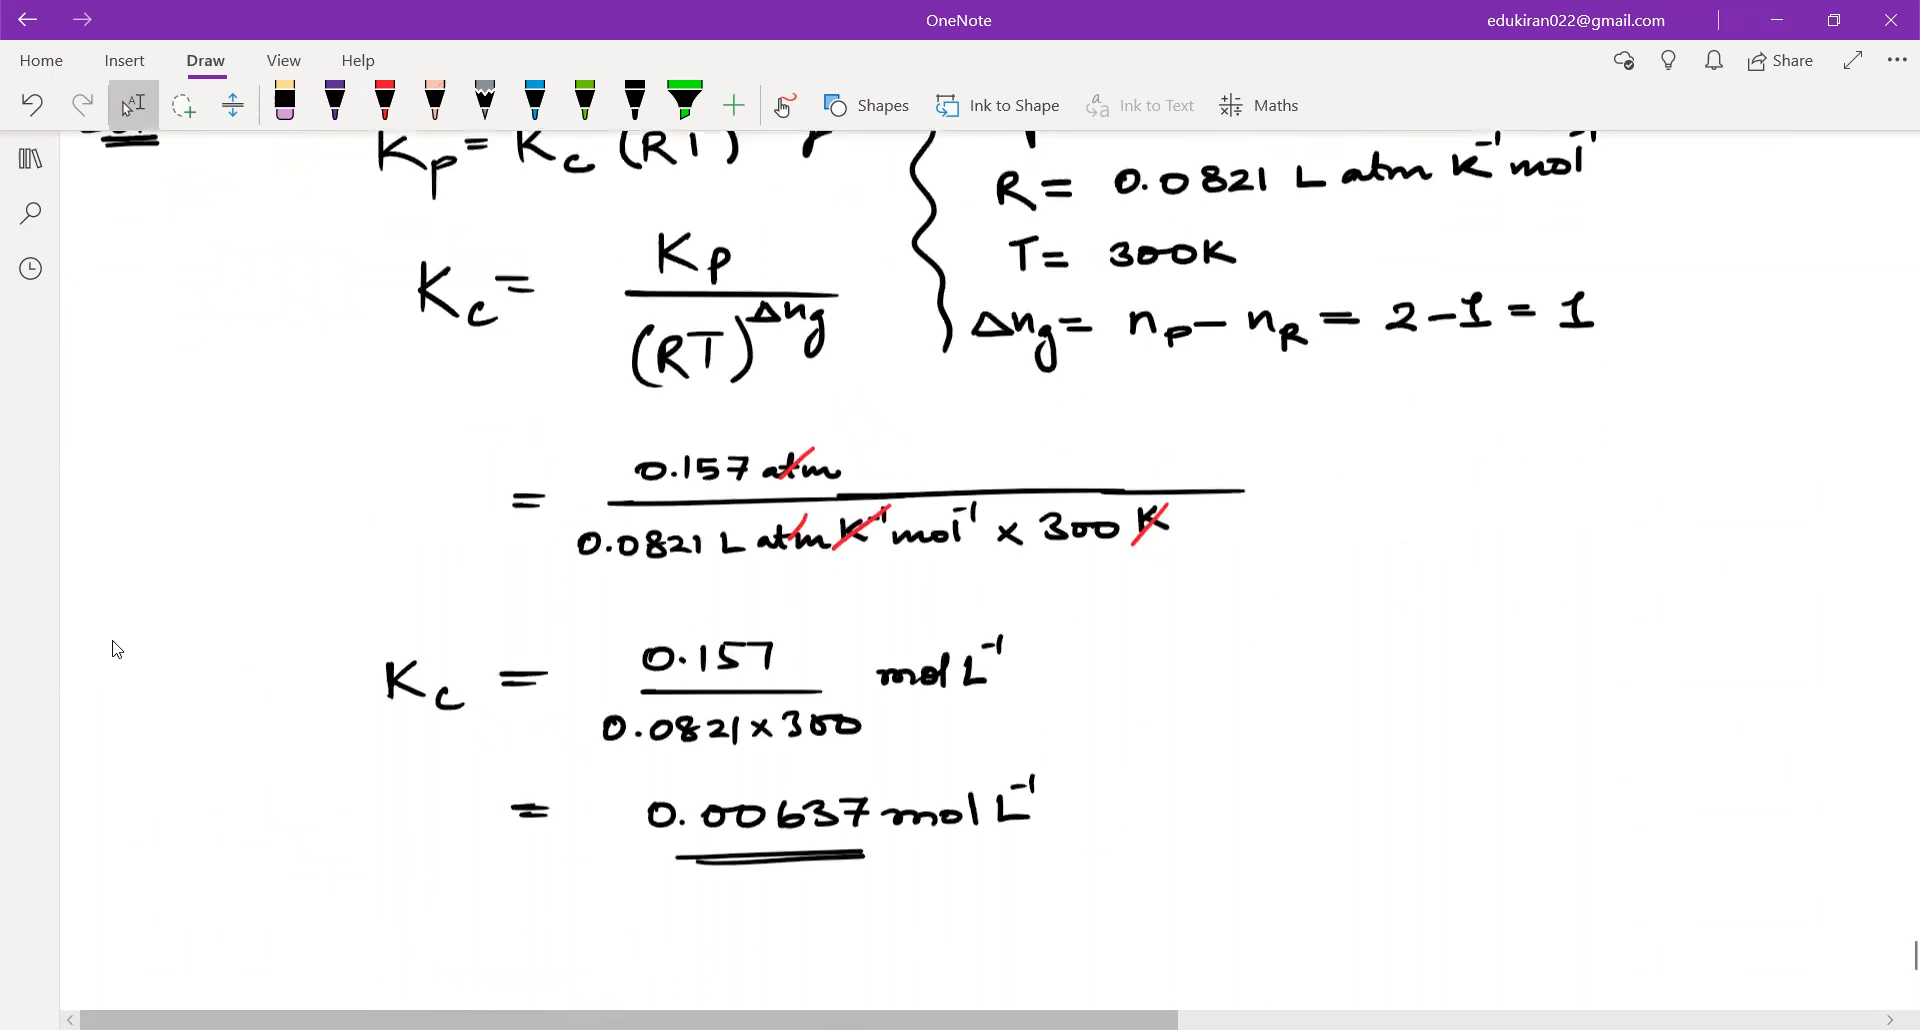 OneNote
edukiran022@gmail.com
Home Insert Draw View Help
Share
Shapes Ink to Shape Ink to Text Maths
Kp = Kc (RT)
R = 0.0821 L atm K⁻¹ mol⁻¹
T = 300K
Kc = Kp / (RT)^Δng
Δng = nP − nR = 2 − 1 = 1
= 0.157 atm
0.0821 L atm K⁻¹ mol⁻¹ × 300 K
Kc = 0.157 / 0.0821 × 300 mol L⁻¹
= 0.00637 mol L⁻¹